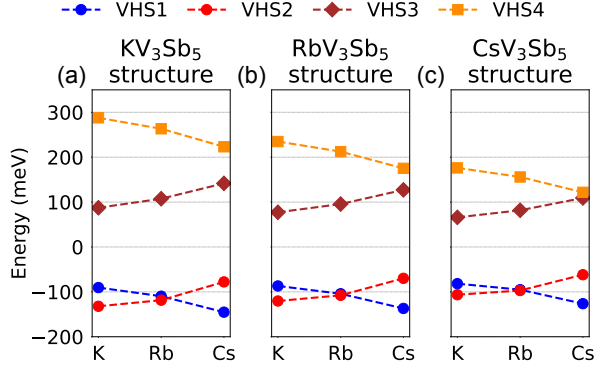 VHS1 VHS2 VHS3 VHS4
(a) KV₃Sb₅ structure
(b) RbV₃Sb₅ structure
(c) CsV₃Sb₅ structure
Energy (meV)
300
200
100
0
−100
−200
K Rb Cs
K Rb Cs
K Rb Cs